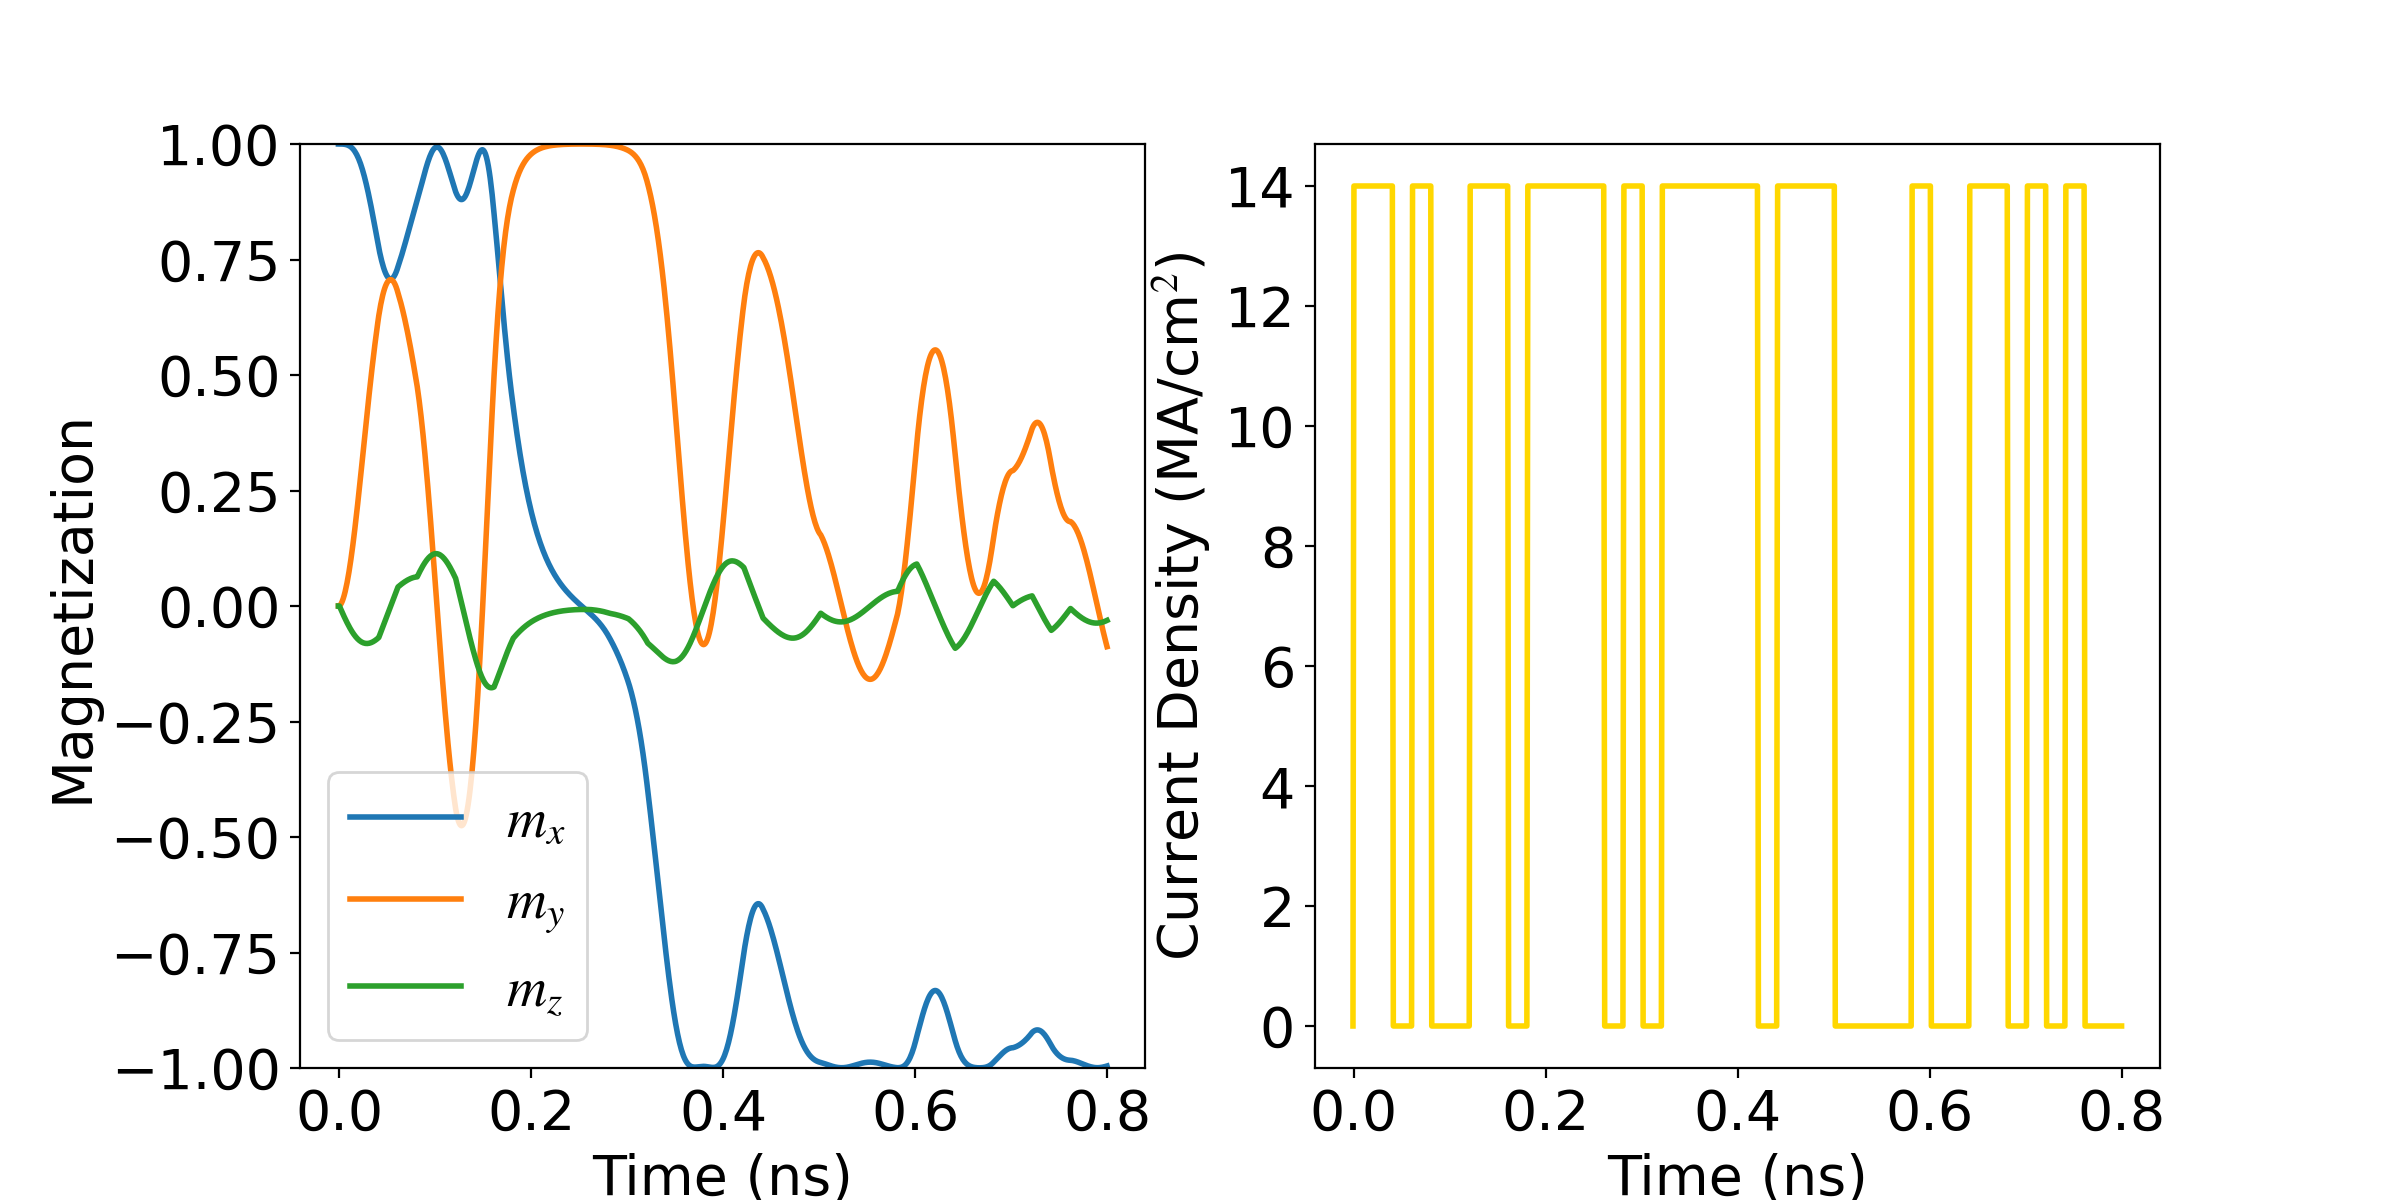 Magnetization
1.00
0.75
0.50
0.25
0.00
−0.25
−0.50
−0.75
−1.00
m_x
m_y
m_z
0.0 0.2 0.4 0.6 0.8
Time (ns)
Current Density (MA/cm²)
14
12
10
8
6
4
2
0
0.0 0.2 0.4 0.6 0.8
Time (ns)